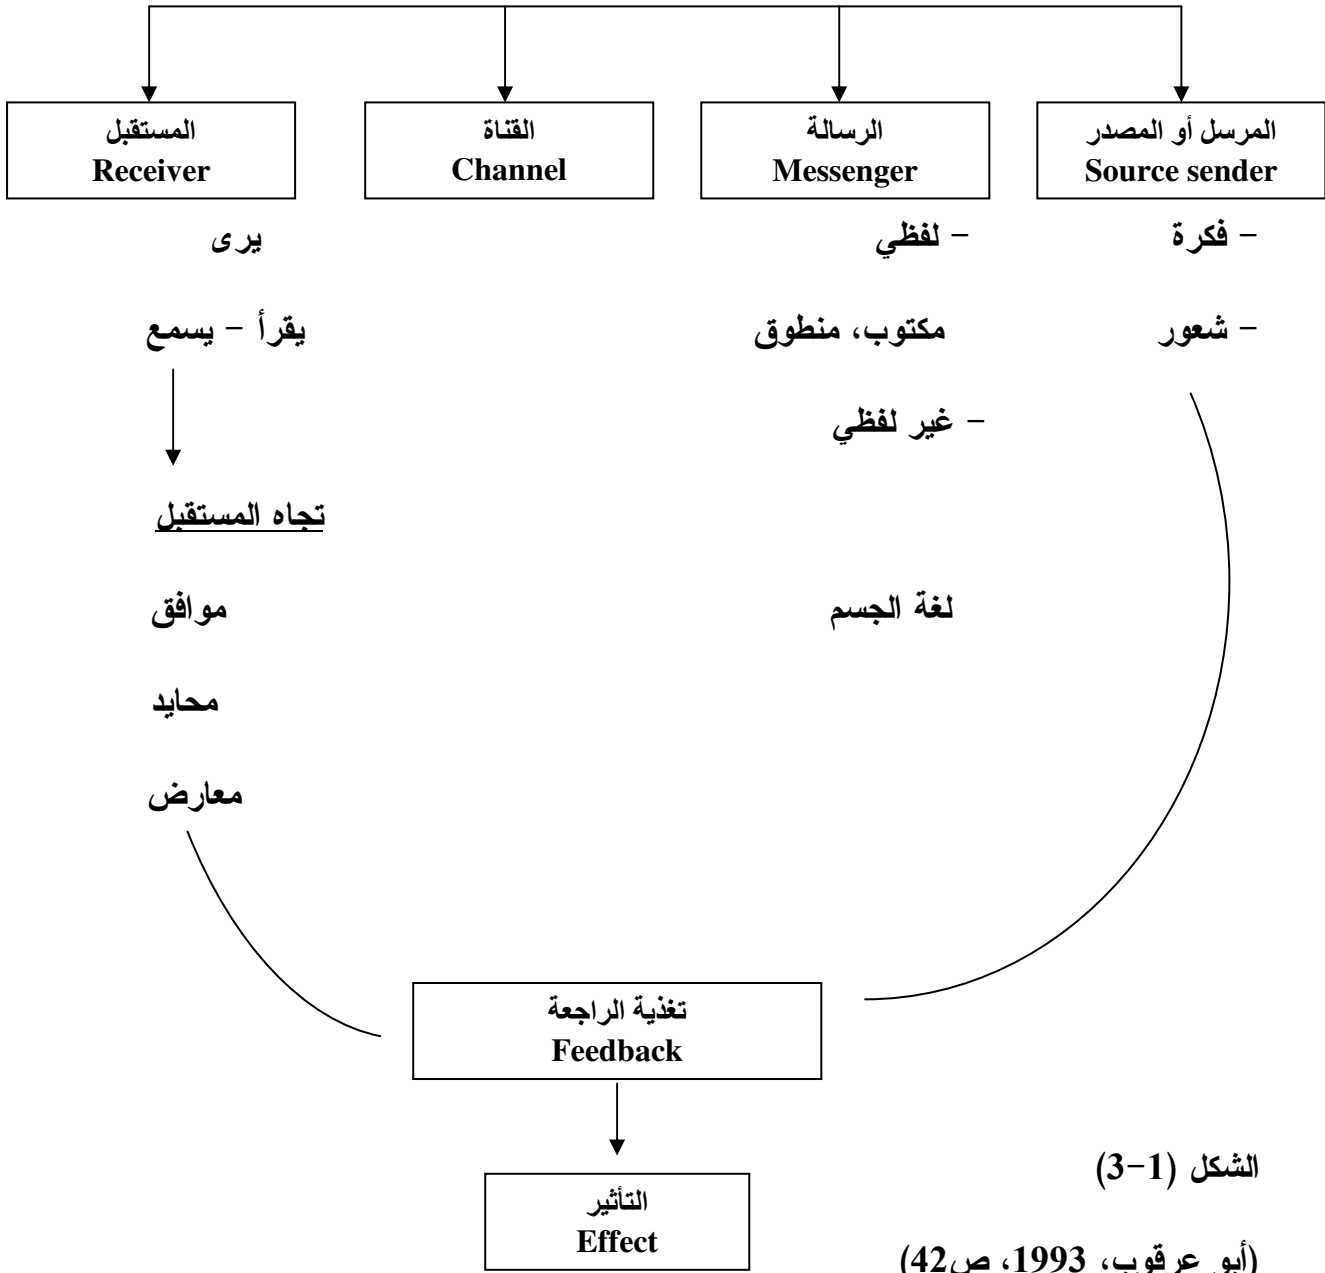 المرسل أو المصدر
Source sender
الرسالة
Messenger
القناة
Channel
المستقبل
Receiver
- فكرة
- شعور
- لفظي
مكتوب، منطوق
- غير لفظي
لغة الجسم
يرى
يقرأ - يسمع
تجاه المستقبل
موافق
محايد
معارض
تغذية الراجعة
Feedback
التأثير
Effect
الشكل (1-3)
(أبو عرقوب، 1993، ص42)